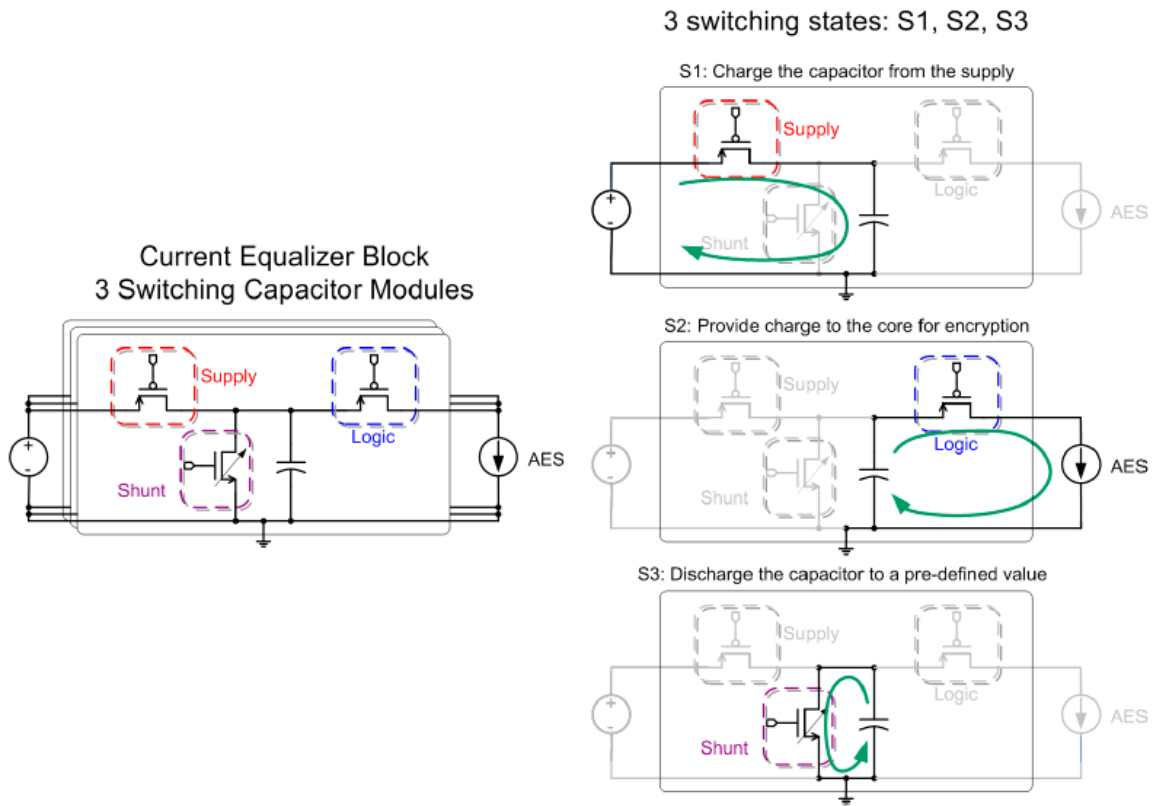 3 switching states: S1, S2, S3
S1: Charge the capacitor from the supply
Supply
Logic
Shunt
+
-
AES
Current Equalizer Block
3 Switching Capacitor Modules
Supply
Logic
Shunt
+
-
AES
S2: Provide charge to the core for encryption
Supply
Logic
Shunt
+
-
AES
S3: Discharge the capacitor to a pre-defined value
Supply
Logic
Shunt
+
-
AES